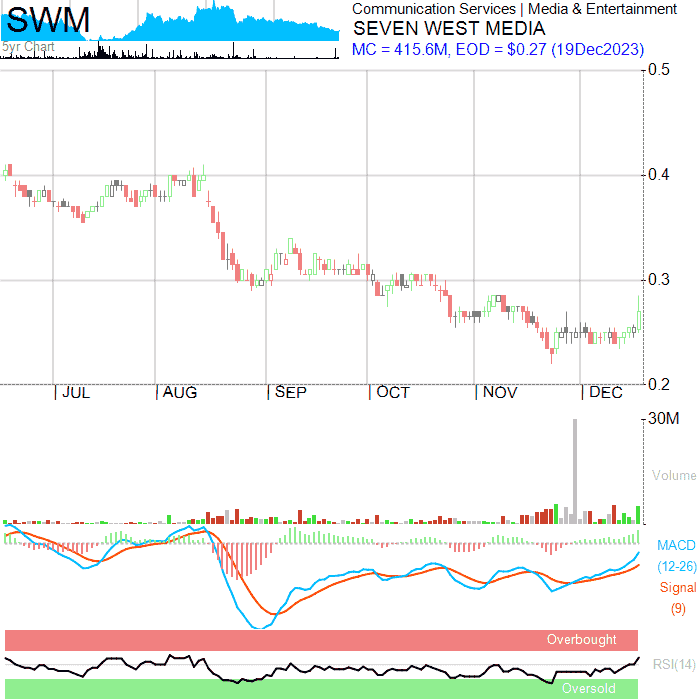 SWM
5yr Chart
Communication Services | Media & Entertainment
SEVEN WEST MEDIA
MC = 415.6M, EOD = $0.27 (19Dec2023)
0.5
0.4
0.3
0.2
JUL
AUG
SEP
OCT
NOV
DEC
30M
Volume
MACD
(12-26)
Signal
(9)
Overbought
RSI(14)
Oversold